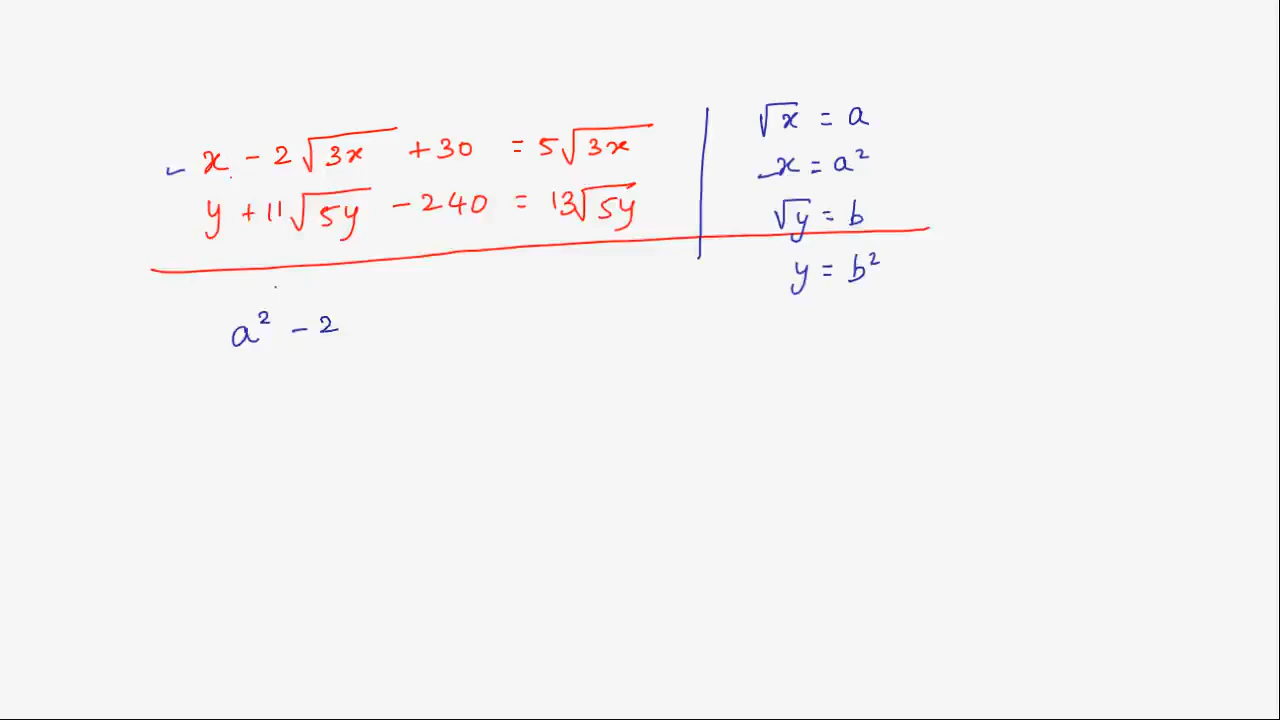 x - 2√3x + 30 = 5√3x
y + 11√5y - 240 = 13√5y
√x = a
x = a²
√y = b
y = b²
a² - 2